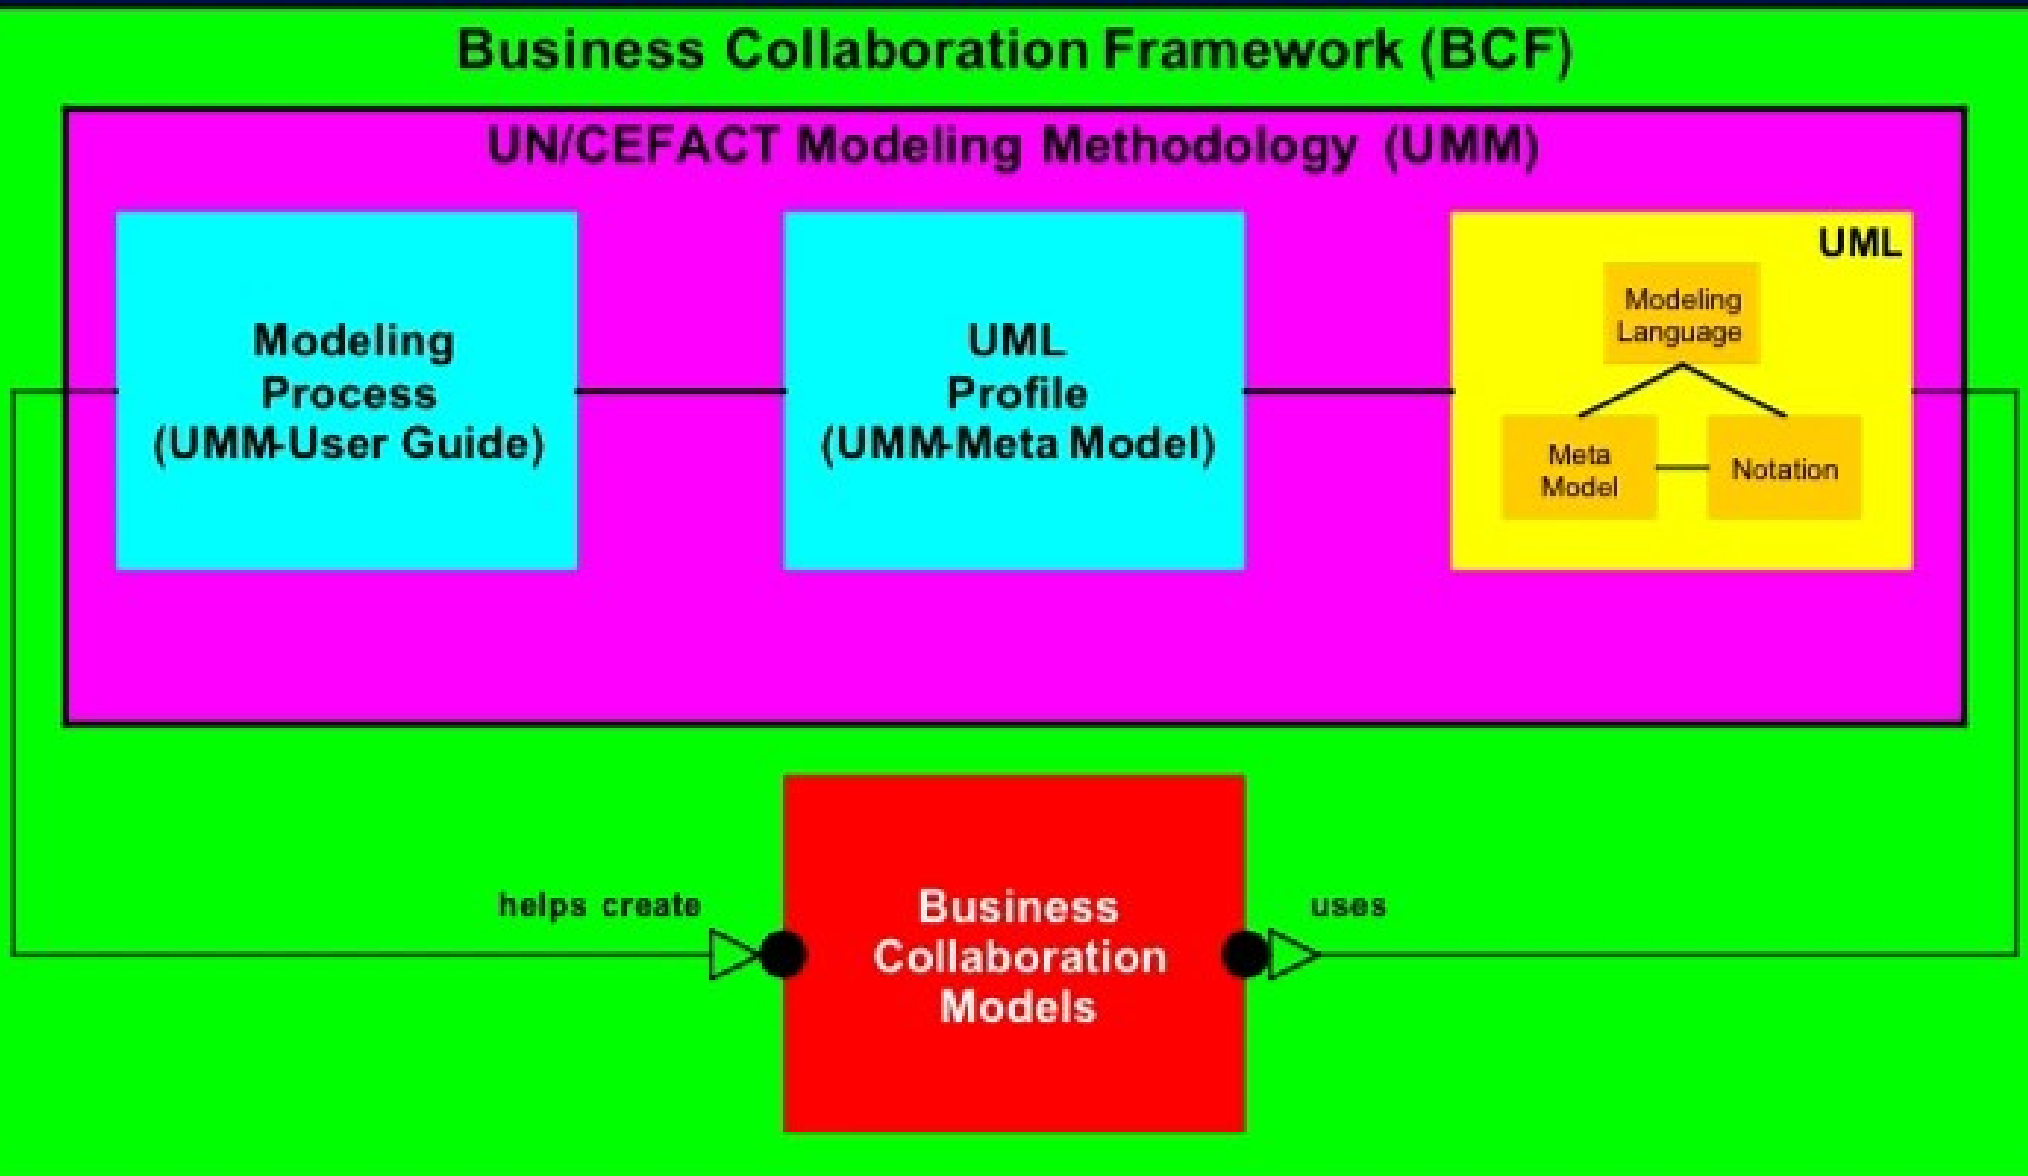 Business Collaboration Framework (BCF)
UN/CEFACT Modeling Methodology (UMM)
Modeling
Process
(UMM-User Guide)
UML
Profile
(UMM-Meta Model)
UML
Modeling
Language
Meta
Model
Notation
helps create
Business
Collaboration
Models
uses